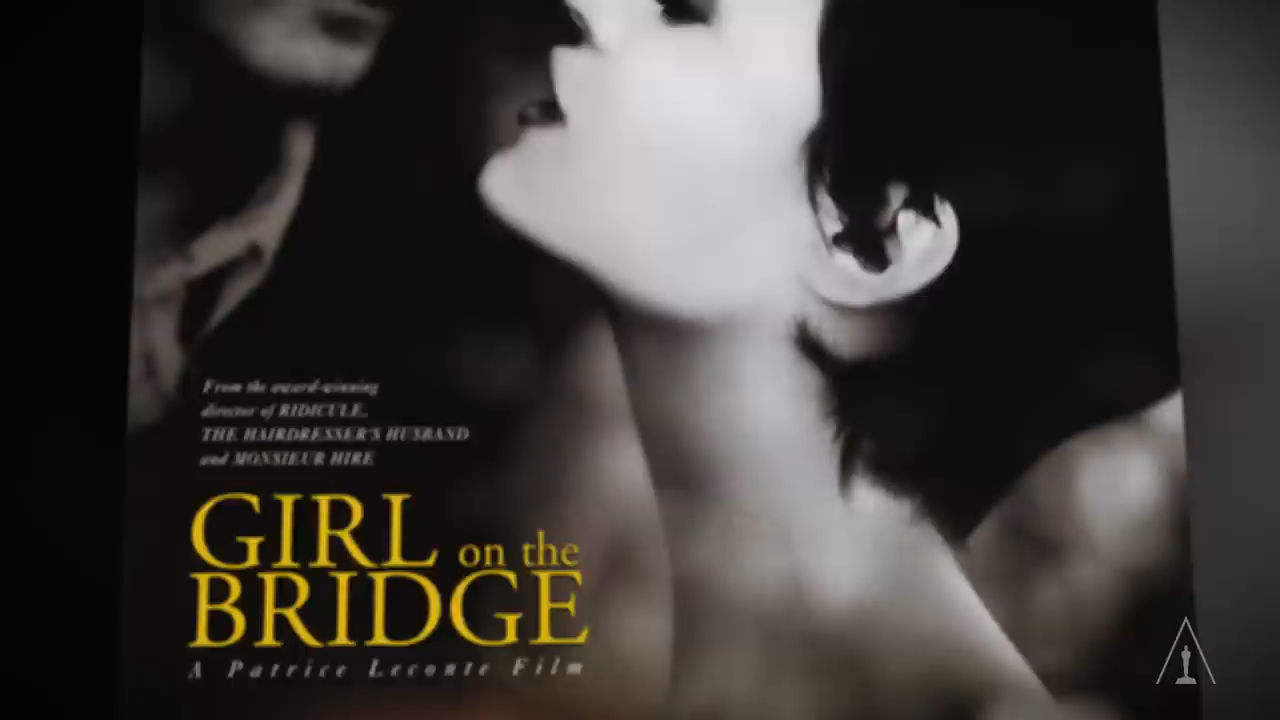 From the award-winning
director of RIDICULE,
THE HAIRDRESSER'S HUSBAND
and MONSIEUR HIRE
GIRL on the
BRIDGE
A Patrice Leconte Film